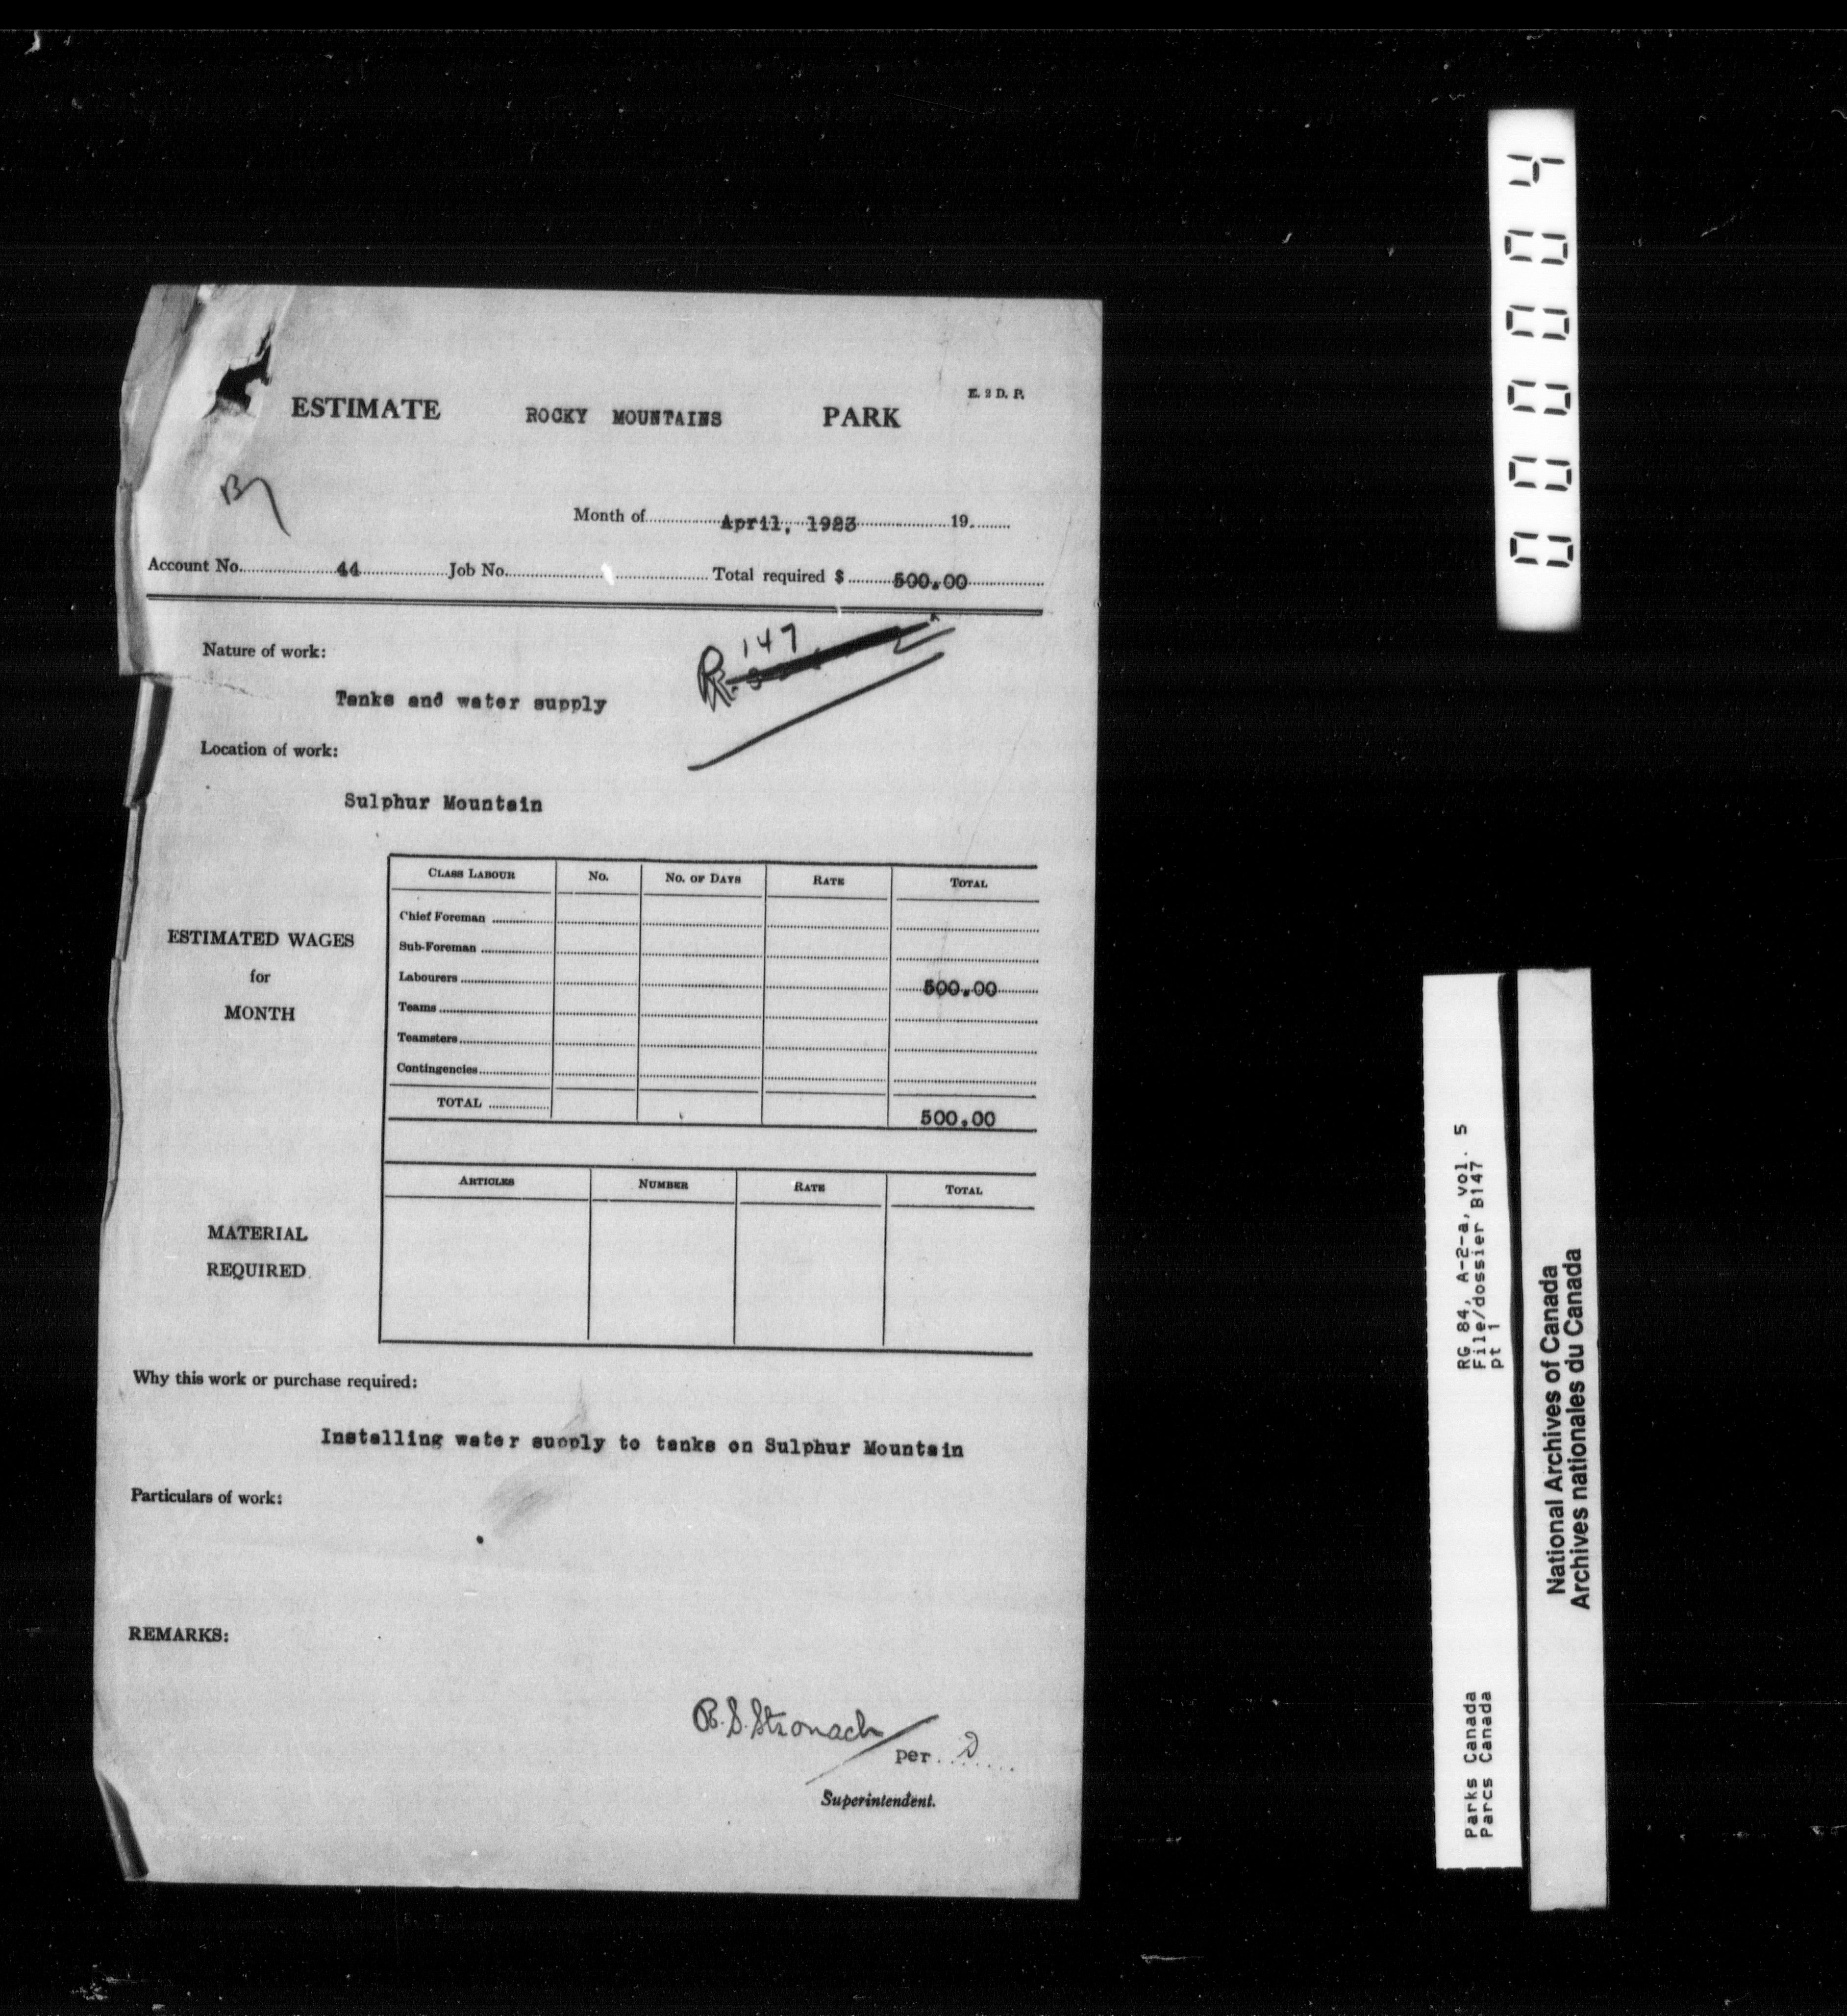 E. 2 D. P.
ESTIMATE ROCKY MOUNTAINS PARK
Month of April, 1923 19
Account No. 44 Job No. Total required $ 500.00
147
Nature of work:
Tanks and water supply
Location of work:
Sulphur Mountain
ESTIMATED WAGES
for
MONTH
CLASS LABOUR No. No. OF DAYS RATE TOTAL
Chief Foreman
Sub-Foreman
Labourers 500.00
Teams
Teamsters
Contingencies
TOTAL 500.00
MATERIAL
REQUIRED
ARTICLES NUMBER RATE TOTAL
Why this work or purchase required:
Installing water supply to tanks on Sulphur Mountain
Particulars of work:
REMARKS:
R. S. Stronach
per
Superintendent.
000004
RG 84, A-2-a, vol. 5
File/dossier B147
pt 1
Parks Canada
Parcs Canada
National Archives of Canada
Archives nationales du Canada